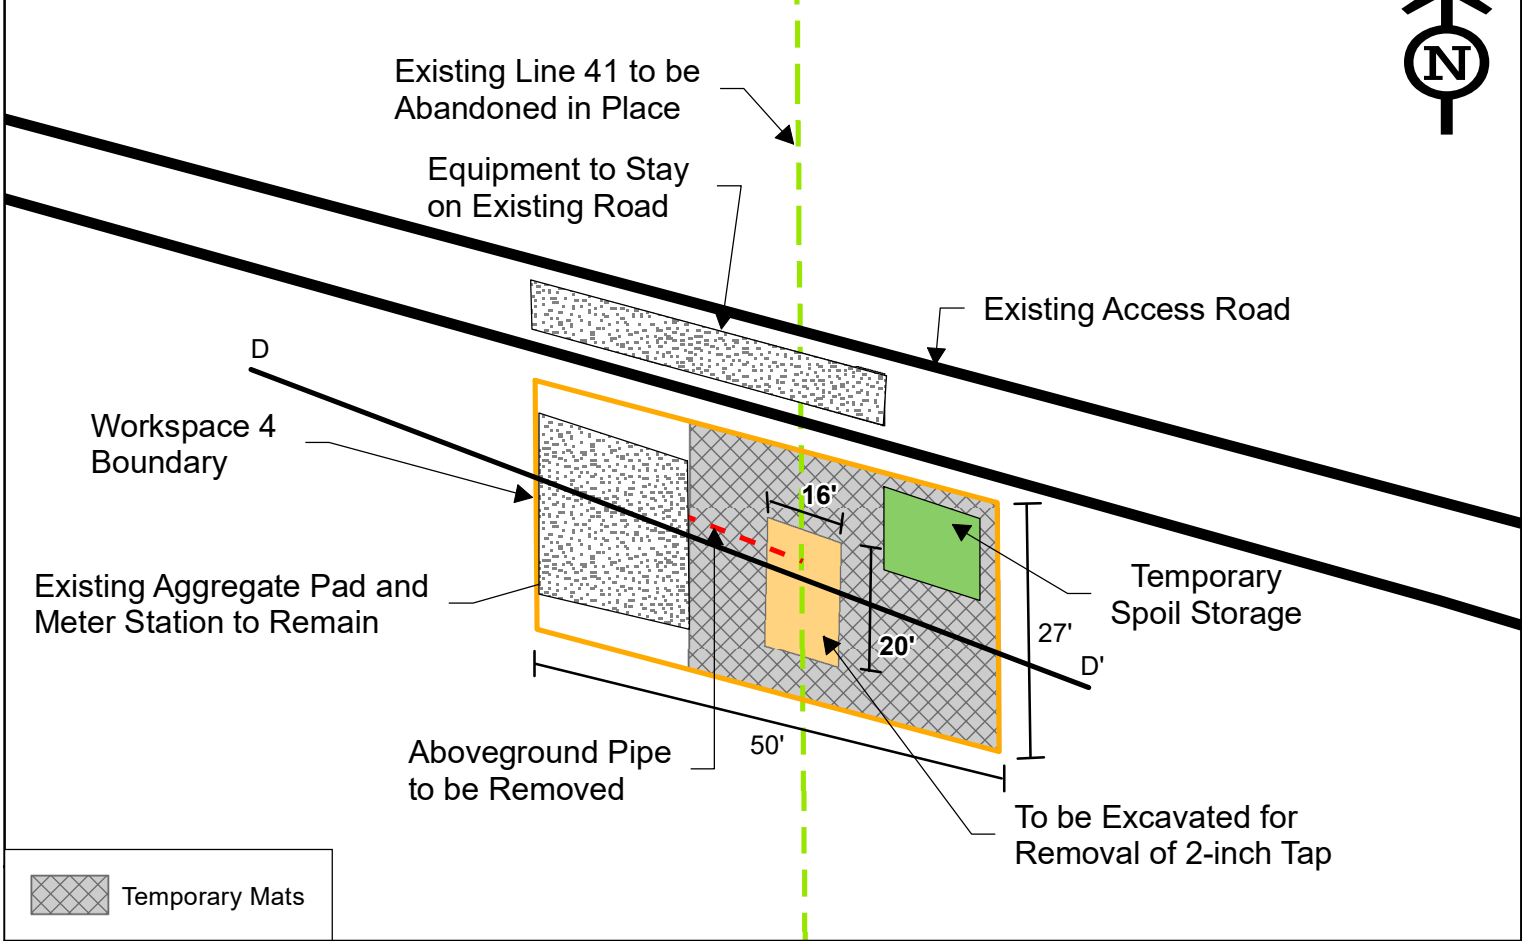 N
Existing Line 41 to be
Abandoned in Place
Equipment to Stay
on Existing Road
Existing Access Road
D
Workspace 4
Boundary
16'
Existing Aggregate Pad and
Meter Station to Remain
Temporary
Spoil Storage
20'
27'
D'
50'
Aboveground Pipe
to be Removed
To be Excavated for
Removal of 2-inch Tap
Temporary Mats